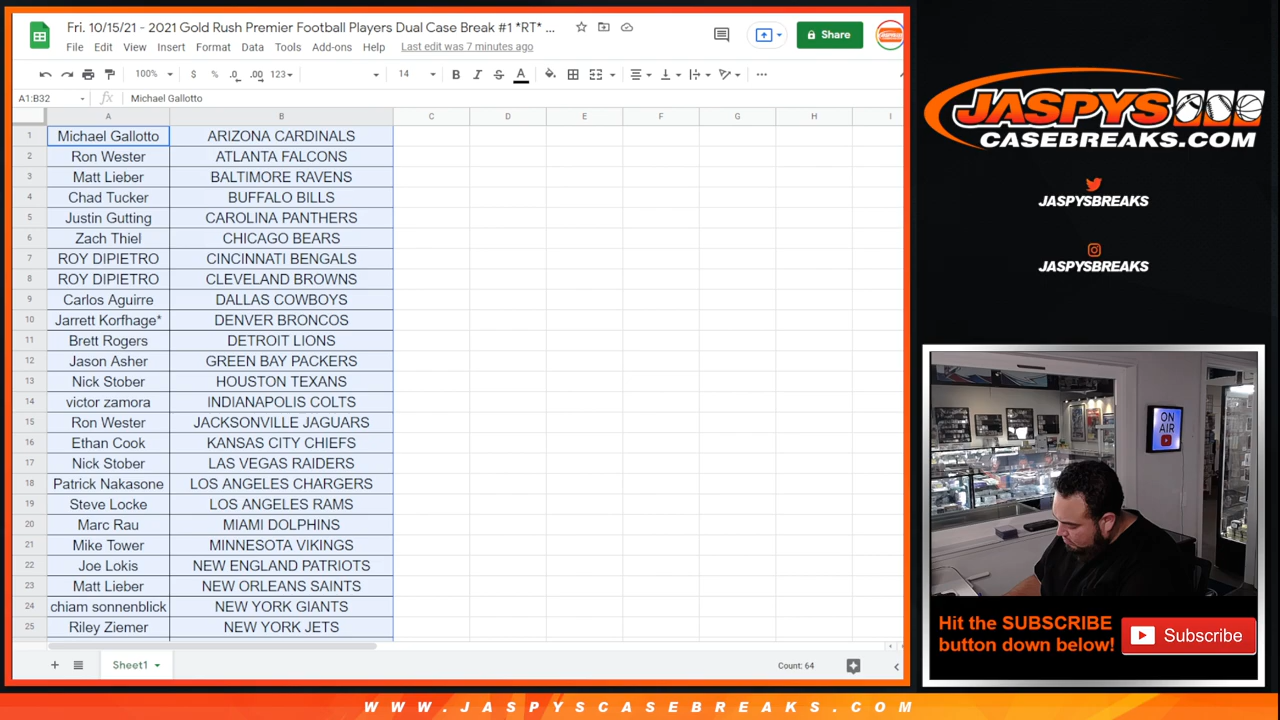 Fri. 10/15/21 - 2021 Gold Rush Premier Football Players Dual Case Break #1 *RT* ...
File Edit View Insert Format Data Tools Add-ons Help Last edit was 7 minutes ago
Share
100% $ % .0 .00 123 14 B I S A
A1:B32 fx Michael Gallotto
A B C D E F G H I
1 Michael Gallotto ARIZONA CARDINALS
2 Ron Wester ATLANTA FALCONS
3 Matt Lieber BALTIMORE RAVENS
4 Chad Tucker BUFFALO BILLS
5 Justin Gutting CAROLINA PANTHERS
6 Zach Thiel CHICAGO BEARS
7 ROY DIPIETRO CINCINNATI BENGALS
8 ROY DIPIETRO CLEVELAND BROWNS
9 Carlos Aguirre DALLAS COWBOYS
10 Jarrett Korfhage* DENVER BRONCOS
11 Brett Rogers DETROIT LIONS
12 Jason Asher GREEN BAY PACKERS
13 Nick Stober HOUSTON TEXANS
14 victor zamora INDIANAPOLIS COLTS
15 Ron Wester JACKSONVILLE JAGUARS
16 Ethan Cook KANSAS CITY CHIEFS
17 Nick Stober LAS VEGAS RAIDERS
18 Patrick Nakasone LOS ANGELES CHARGERS
19 Steve Locke LOS ANGELES RAMS
20 Marc Rau MIAMI DOLPHINS
21 Mike Tower MINNESOTA VIKINGS
22 Joe Lokis NEW ENGLAND PATRIOTS
23 Matt Lieber NEW ORLEANS SAINTS
24 chiam sonnenblick NEW YORK GIANTS
25 Riley Ziemer NEW YORK JETS
Sheet1 Count: 64
JASPYS
CASEBREAKS.COM
JASPYSBREAKS
JASPYSBREAKS
ON
AIR
Hit the SUBSCRIBE
button down below!
Subscribe
WWW.JASPYSCASEBREAKS.COM